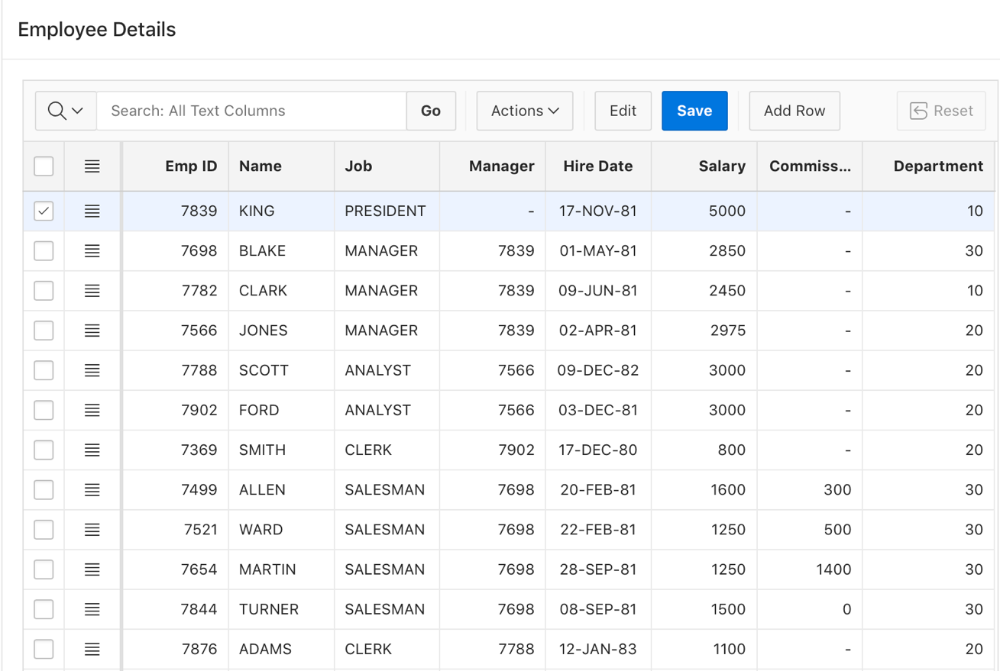 Employee Details
Search: All Text Columns Go Actions Edit Save Add Row Reset
Emp ID Name Job Manager Hire Date Salary Commiss... Department
7839 KING PRESIDENT - 17-NOV-81 5000 - 10
7698 BLAKE MANAGER 7839 01-MAY-81 2850 - 30
7782 CLARK MANAGER 7839 09-JUN-81 2450 - 10
7566 JONES MANAGER 7839 02-APR-81 2975 - 20
7788 SCOTT ANALYST 7566 09-DEC-82 3000 - 20
7902 FORD ANALYST 7566 03-DEC-81 3000 - 20
7369 SMITH CLERK 7902 17-DEC-80 800 - 20
7499 ALLEN SALESMAN 7698 20-FEB-81 1600 300 30
7521 WARD SALESMAN 7698 22-FEB-81 1250 500 30
7654 MARTIN SALESMAN 7698 28-SEP-81 1250 1400 30
7844 TURNER SALESMAN 7698 08-SEP-81 1500 0 30
7876 ADAMS CLERK 7788 12-JAN-83 1100 - 20